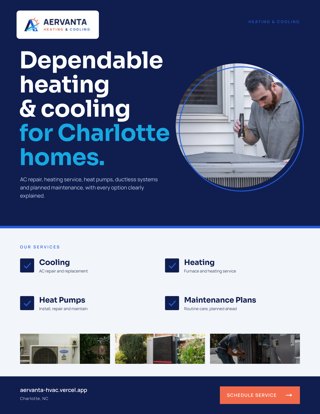 AERVANTA
HEATING & COOLING
HEATING & COOLING
Dependable
heating
& cooling
for Charlotte
homes.
AC repair, heating service, heat pumps, ductless systems
and planned maintenance, with every option clearly
explained.
OUR SERVICES
Cooling
AC repair and replacement
Heating
Furnace and heating service
Heat Pumps
Install, repair and maintain
Maintenance Plans
Routine care, planned ahead
aervanta-hvac.vercel.app
Charlotte, NC
SCHEDULE SERVICE